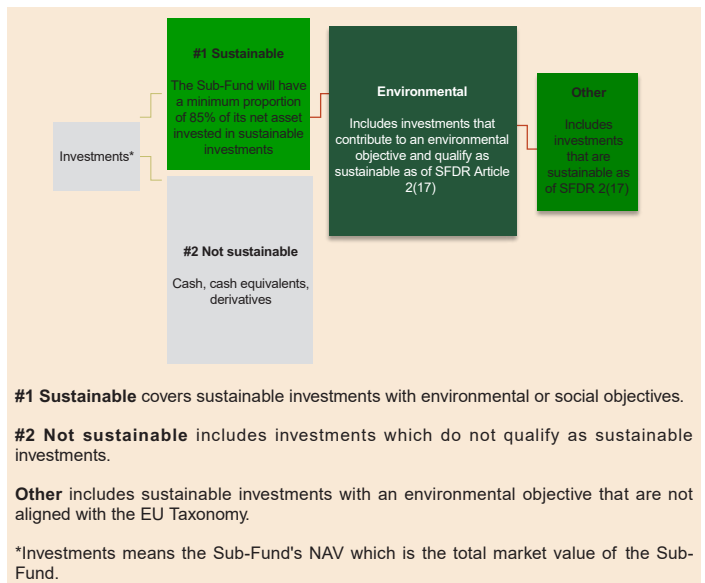 Investments*
#1 Sustainable
The Sub-Fund will have
a minimum proportion
of 85% of its net asset
invested in sustainable
investments
#2 Not sustainable
Cash, cash equivalents,
derivatives
Environmental
Includes investments that
contribute to an environmental
objective and qualify as
sustainable as of SFDR Article
2(17)
Other
Includes
investments
that are
sustainable as
of SFDR 2(17)
#1 Sustainable covers sustainable investments with environmental or social objectives.
#2 Not sustainable includes investments which do not qualify as sustainable
investments.
Other includes sustainable investments with an environmental objective that are not
aligned with the EU Taxonomy.
*Investments means the Sub-Fund's NAV which is the total market value of the Sub-
Fund.